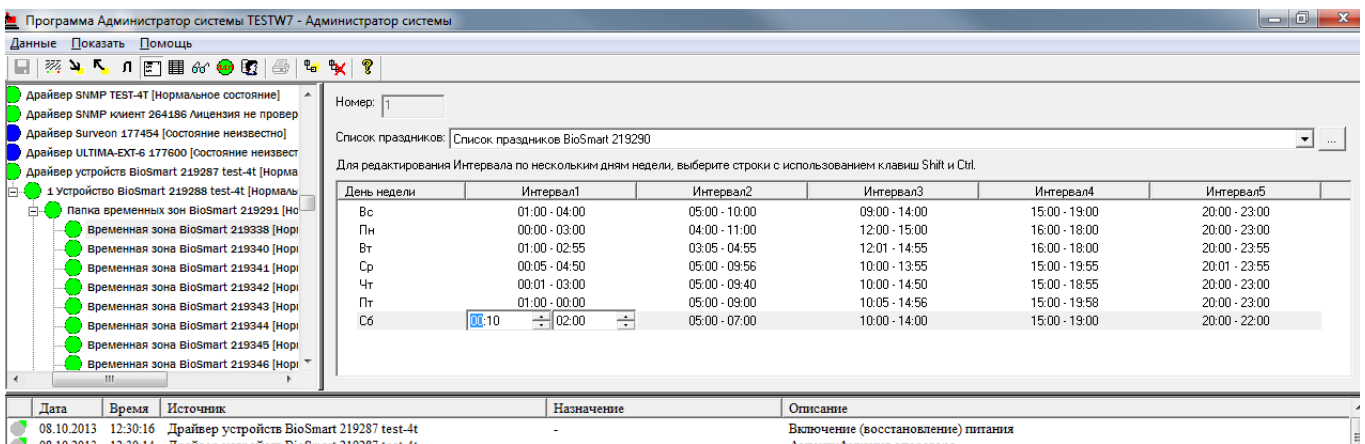 Программа Администратор системы TESTW7 - Администратор системы
Данные Показать Помощь
Драйвер SNMP TEST-4T [Нормальное состояние]
Драйвер SNMP клиент 264186 Лицензия не провер
Драйвер Surveon 177454 [Состояние неизвестно]
Драйвер ULTIMA-EXT-6 177600 [Состояние неизвест
Драйвер устройств BioSmart 219287 test-4t [Норма
1 Устройство BioSmart 219288 test-4t [Нормаль
Папка временных зон BioSmart 219291 [Но
Временная зона BioSmart 219338 [Норм
Временная зона BioSmart 219340 [Норм
Временная зона BioSmart 219341 [Норм
Временная зона BioSmart 219342 [Норм
Временная зона BioSmart 219343 [Норм
Временная зона BioSmart 219344 [Норм
Временная зона BioSmart 219345 [Норм
Временная зона BioSmart 219346 [Норм
Номер: 1
Список праздников: Список праздников BioSmart 219290 ...
Для редактирования Интервала по нескольким дням недели, выберите строки с использованием клавиш Shift и Ctrl.
День недели Интервал1 Интервал2 Интервал3 Интервал4 Интервал5
Вс 01:00 - 04:00 05:00 - 10:00 09:00 - 14:00 15:00 - 19:00 20:00 - 23:00
Пн 00:00 - 03:00 04:00 - 11:00 12:00 - 15:00 16:00 - 18:00 20:00 - 23:00
Вт 01:00 - 02:55 03:05 - 04:55 12:01 - 14:55 16:00 - 18:00 20:00 - 23:55
Ср 00:05 - 04:50 05:00 - 09:56 10:00 - 13:55 15:00 - 19:55 20:01 - 23:55
Чт 00:01 - 03:00 05:00 - 09:40 10:00 - 14:50 15:00 - 18:55 20:00 - 23:00
Пт 01:00 - 00:00 05:00 - 09:00 10:05 - 14:56 15:00 - 19:58 20:00 - 23:00
Сб 00:10 02:00 05:00 - 07:00 10:00 - 14:00 15:00 - 19:00 20:00 - 22:00
Дата Время Источник Назначение Описание
08.10.2013 12:30:16 Драйвер устройств BioSmart 219287 test-4t - Включение (восстановление) питания